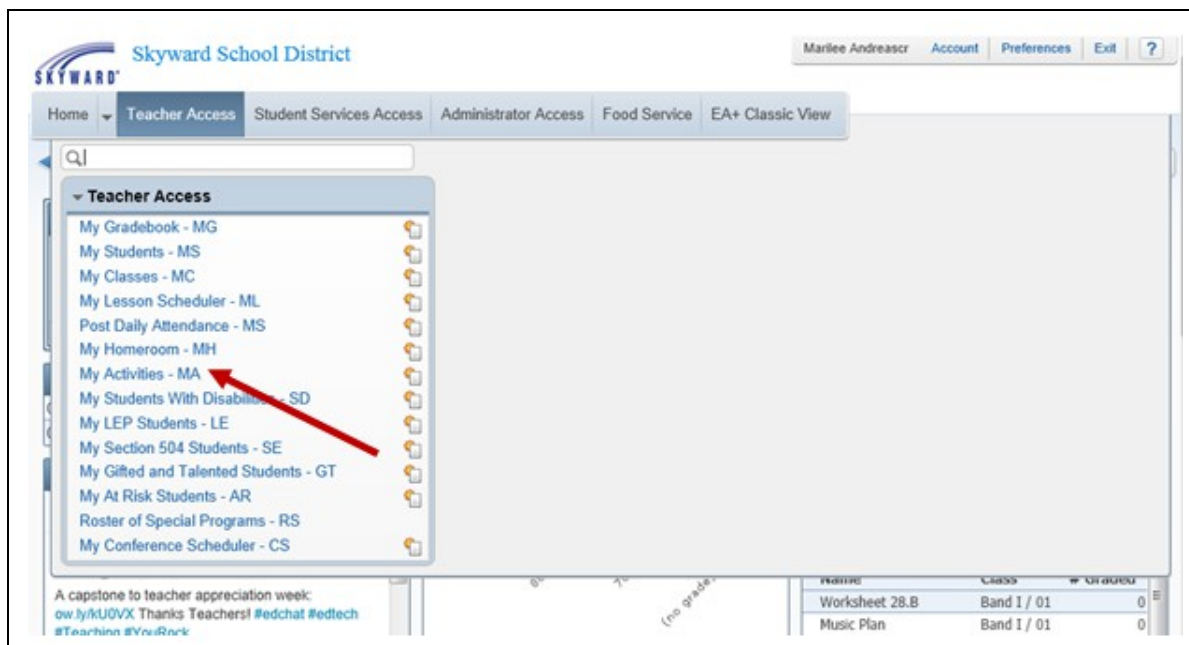 SKYWARD
Skyward School District
Marilee Andreascr Account Preferences Exit ?
Home Teacher Access Student Services Access Administrator Access Food Service EA+ Classic View
Teacher Access
My Gradebook - MG
My Students - MS
My Classes - MC
My Lesson Scheduler - ML
Post Daily Attendance - MS
My Homeroom - MH
My Activities - MA
My Students With Disabilities - SD
My LEP Students - LE
My Section 504 Students - SE
My Gifted and Talented Students - GT
My At Risk Students - AR
Roster of Special Programs - RS
My Conference Scheduler - CS
A capstone to teacher appreciation week:
ow.ly/kU0VX Thanks Teachers! #edchat #edtech
#Teaching #YouRock
(no grade)
Name Class # Graded
Worksheet 28.B Band I / 01 0
Music Plan Band I / 01 0